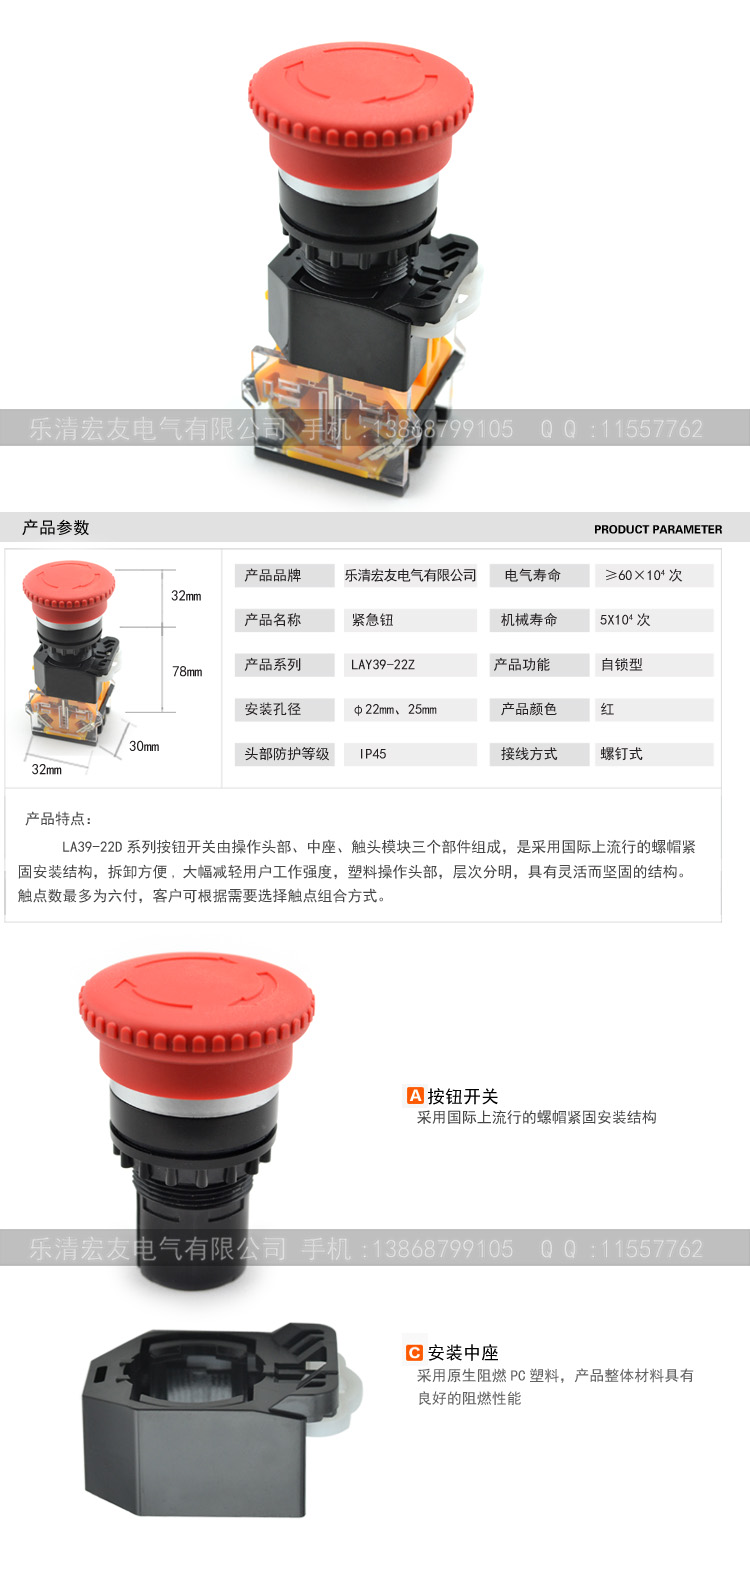 乐清宏友电气有限公司 手机:13868799105 QQ:11557762
产品参数
PRODUCT PARAMETER
32mm
78mm
30mm
32mm
产品品牌 乐清宏友电气有限公司 电气寿命 ≥60×10⁴ 次
产品名称 紧急钮 机械寿命 5X10⁴ 次
产品系列 LAY39-22Z 产品功能 自锁型
安装孔径 φ22mm、25mm 产品颜色 红
头部防护等级 IP45 接线方式 螺钉式
产品特点:
LA39-22D 系列按钮开关由操作头部、中座、触头模块三个部件组成，是采用国际上流行的螺帽紧
固安装结构，拆卸方便，大幅减轻用户工作强度，塑料操作头部，层次分明，具有灵活而坚固的结构。
触点数最多为六付，客户可根据需要选择触点组合方式。
A 按钮开关
采用国际上流行的螺帽紧固安装结构
乐清宏友电气有限公司 手机:13868799105 QQ:11557762
C 安装中座
采用原生阻燃 PC 塑料，产品整体材料具有
良好的阻燃性能